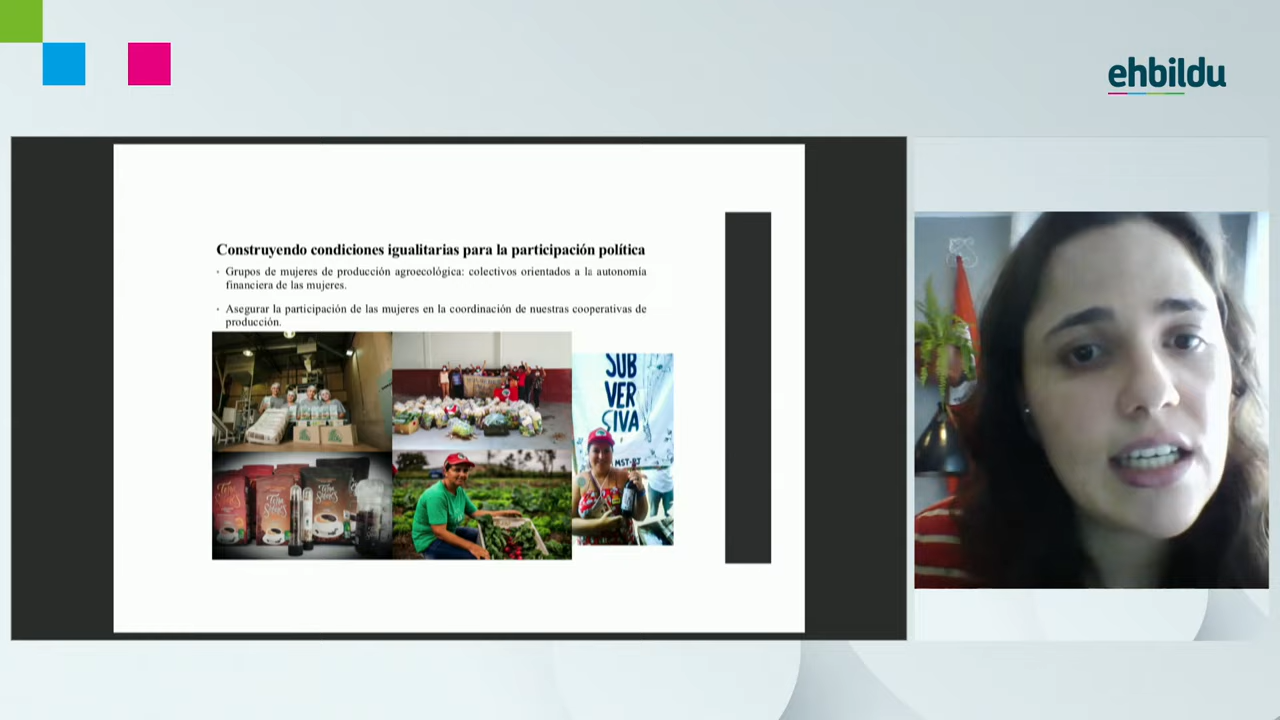 ehbildu
Construyendo condiciones igualitarias para la participación política
· Grupos de mujeres de producción agroecológica: colectivos orientados a la autonomía
financiera de las mujeres.
· Asegurar la participación de las mujeres en la coordinación de nuestras cooperativas de
producción.
SUB
VER
SIVA
MST-RJ